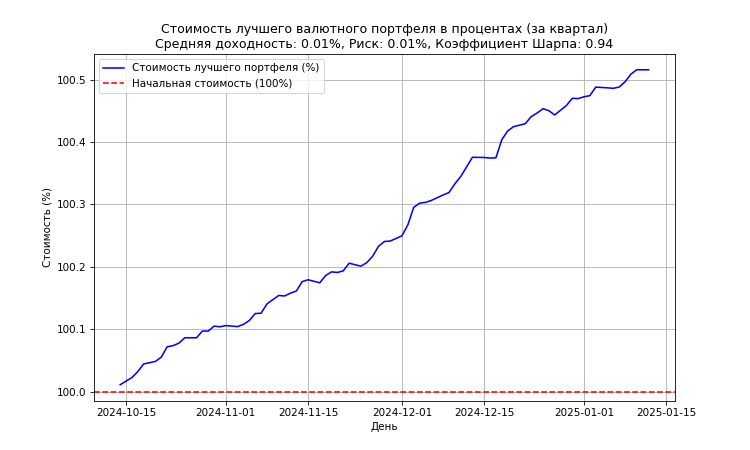 Стоимость лучшего валютного портфеля в процентах (за квартал)
Средняя доходность: 0.01%, Риск: 0.01%, Коэффициент Шарпа: 0.94
Стоимость лучшего портфеля (%)
Начальная стоимость (100%)
Стоимость (%)
100.5
100.4
100.3
100.2
100.1
100.0
2024-10-15 2024-11-01 2024-11-15 2024-12-01 2024-12-15 2025-01-01 2025-01-15
День